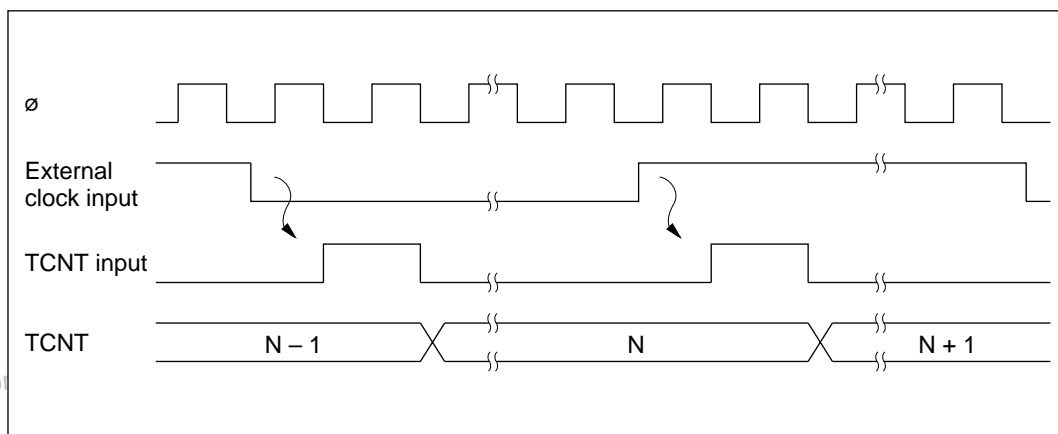 ø
External
clock input
TCNT input
TCNT
N – 1
N
N + 1